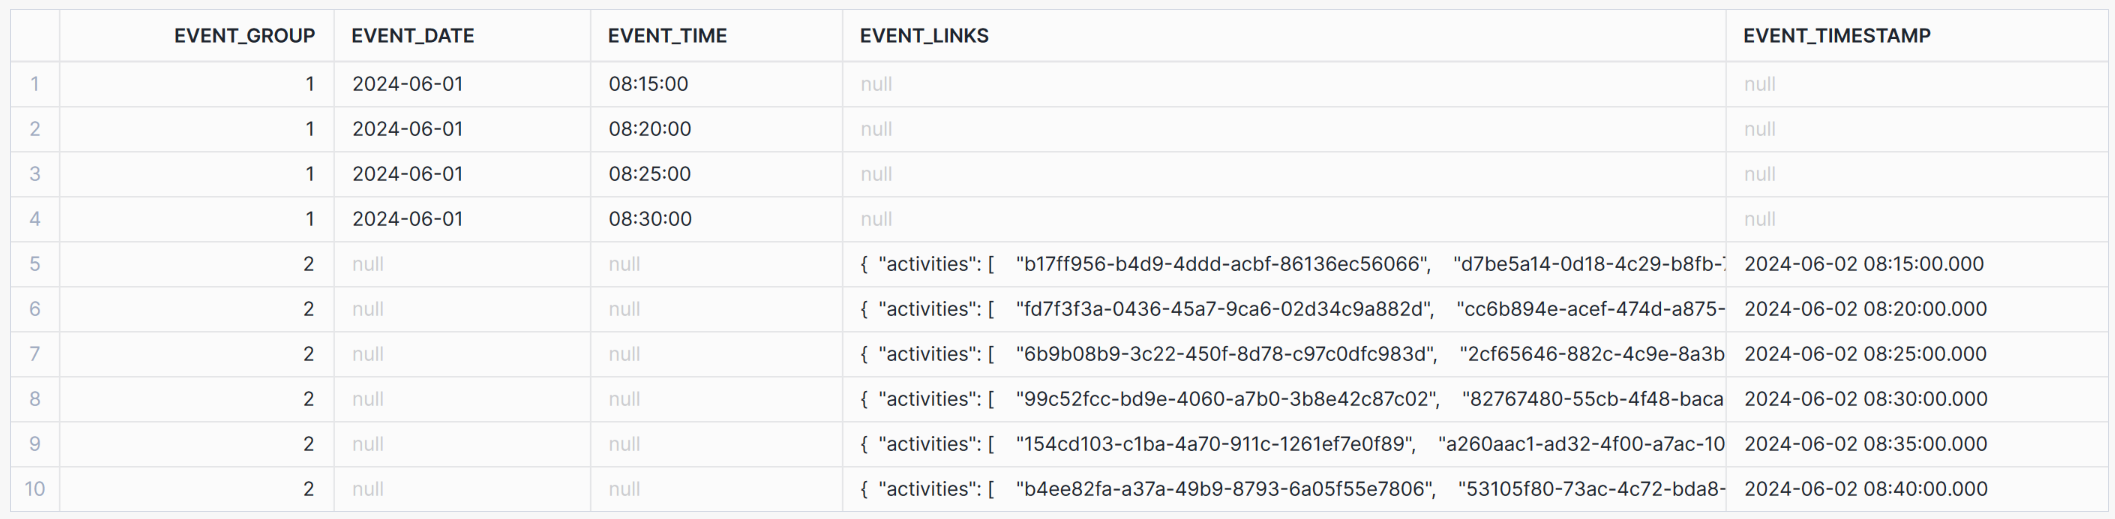 EVENT_GROUP EVENT_DATE EVENT_TIME EVENT_LINKS EVENT_TIMESTAMP
1 1 2024-06-01 08:15:00 null null
2 1 2024-06-01 08:20:00 null null
3 1 2024-06-01 08:25:00 null null
4 1 2024-06-01 08:30:00 null null
5 2 null null { "activities": [ "b17ff956-b4d9-4ddd-acbf-86136ec56066", "d7be5a14-0d18-4c29-b8fb- 2024-06-02 08:15:00.000
6 2 null null { "activities": [ "fd7f3f3a-0436-45a7-9ca6-02d34c9a882d", "cc6b894e-acef-474d-a875- 2024-06-02 08:20:00.000
7 2 null null { "activities": [ "6b9b08b9-3c22-450f-8d78-c97c0dfc983d", "2cf65646-882c-4c9e-8a3b 2024-06-02 08:25:00.000
8 2 null null { "activities": [ "99c52fcc-bd9e-4060-a7b0-3b8e42c87c02", "82767480-55cb-4f48-baca 2024-06-02 08:30:00.000
9 2 null null { "activities": [ "154cd103-c1ba-4a70-911c-1261ef7e0f89", "a260aac1-ad32-4f00-a7ac-10 2024-06-02 08:35:00.000
10 2 null null { "activities": [ "b4ee82fa-a37a-49b9-8793-6a05f55e7806", "53105f80-73ac-4c72-bda8- 2024-06-02 08:40:00.000